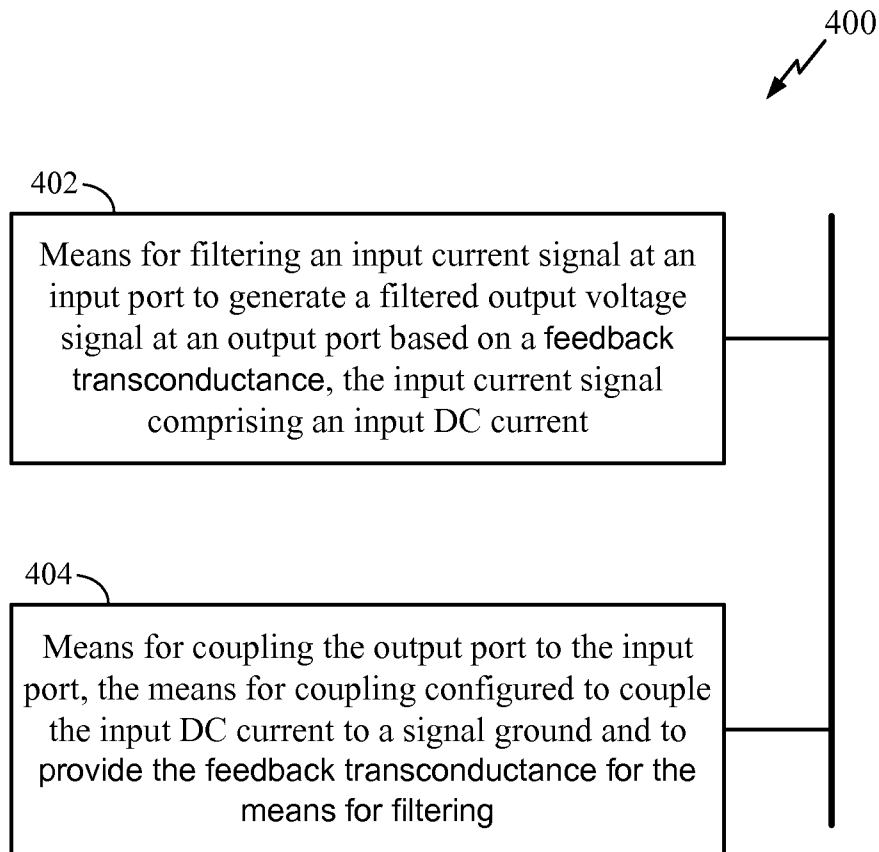 400
402
Means for filtering an input current signal at an
input port to generate a filtered output voltage
signal at an output port based on a feedback
transconductance, the input current signal
comprising an input DC current
404
Means for coupling the output port to the input
port, the means for coupling configured to couple
the input DC current to a signal ground and to
provide the feedback transconductance for the
means for filtering